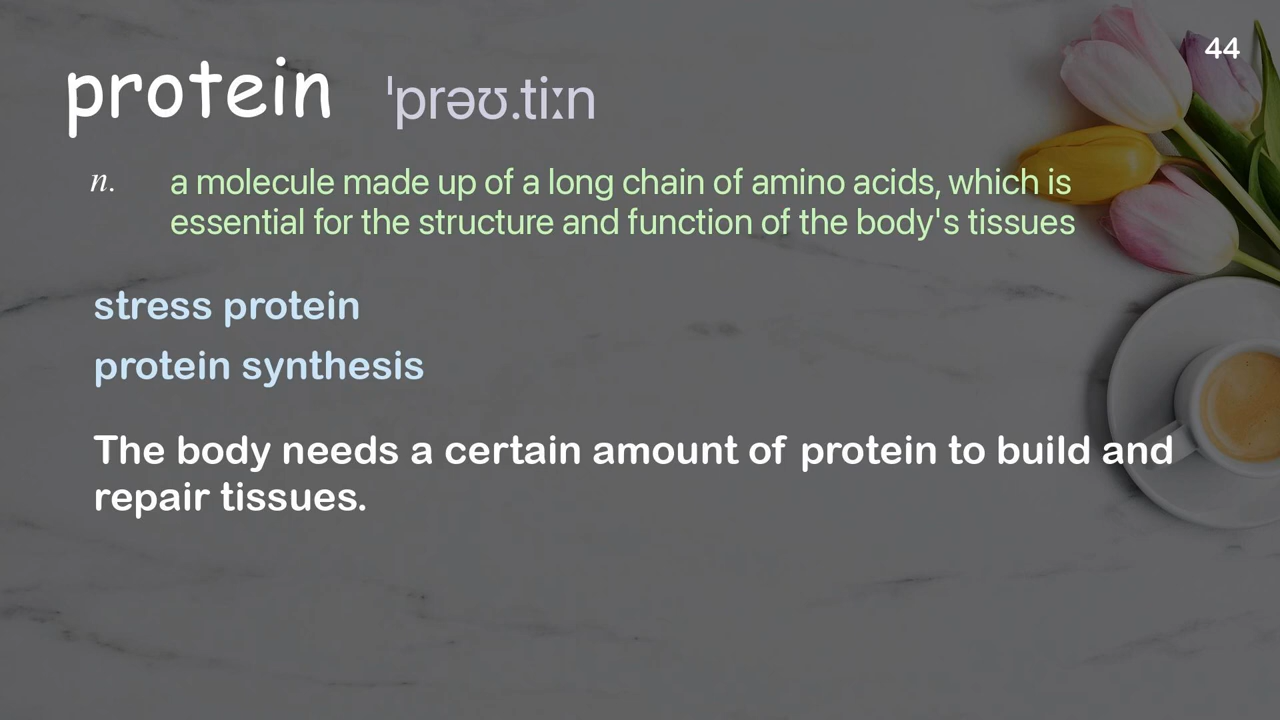 44
protein ˈprəʊ.tiːn
n. a molecule made up of a long chain of amino acids, which is
essential for the structure and function of the body's tissues
stress protein
protein synthesis
The body needs a certain amount of protein to build and
repair tissues.